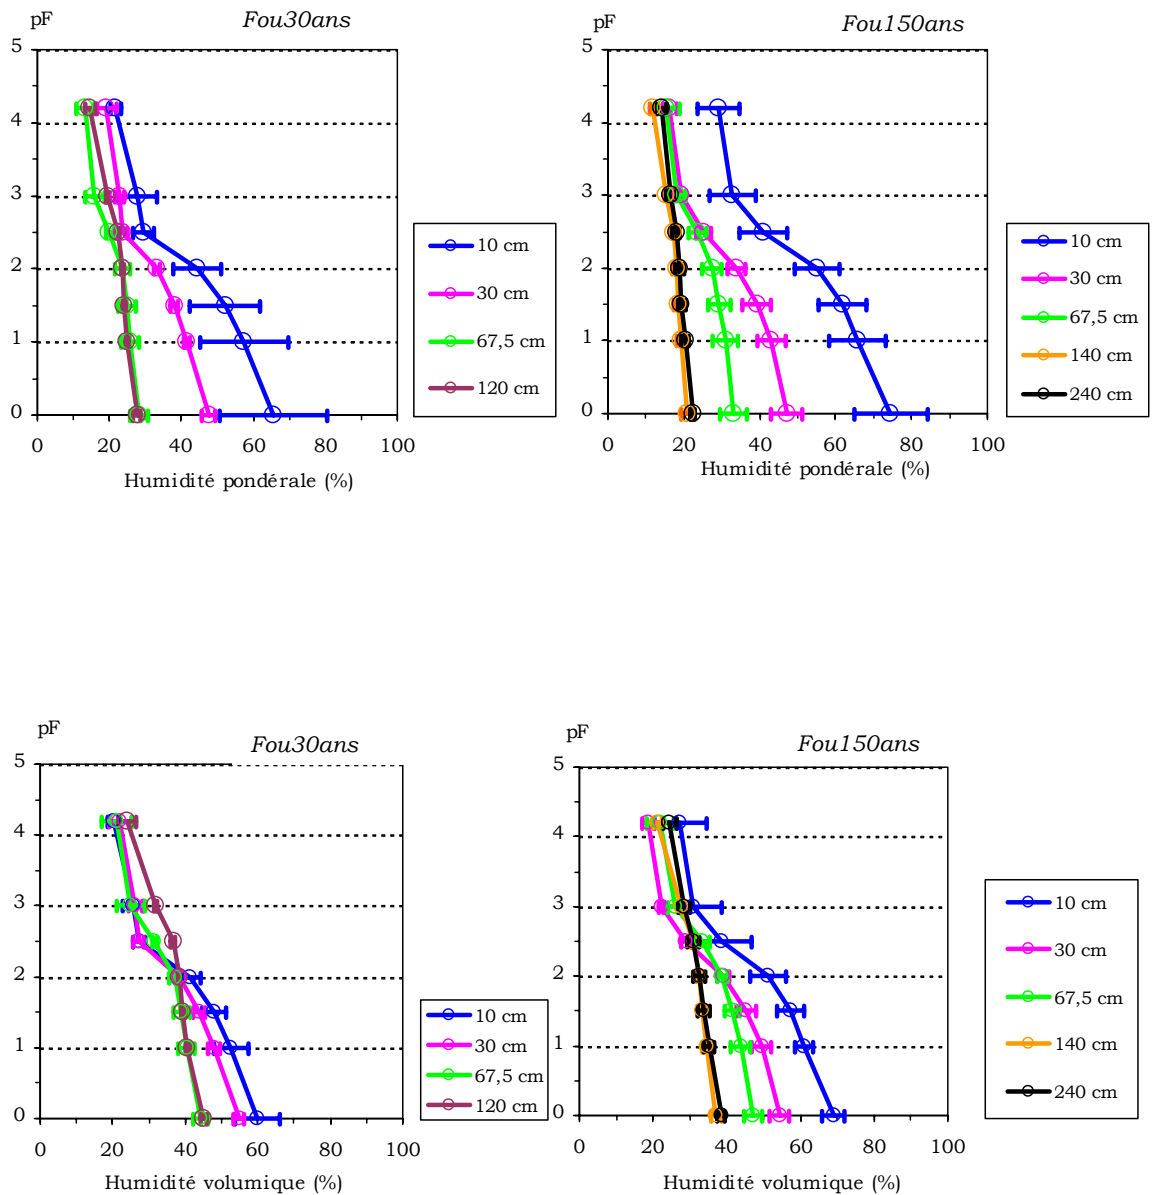 pF
Fou30ans
5
4
3
2
1
0
0 20 40 60 80 100
Humidité pondérale (%)
10 cm
30 cm
67,5 cm
120 cm
pF
Fou150ans
5
4
3
2
1
0
0 20 40 60 80 100
Humidité pondérale (%)
10 cm
30 cm
67,5 cm
140 cm
240 cm
pF
Fou30ans
5
4
3
2
1
0
0 20 40 60 80 100
Humidité volumique (%)
10 cm
30 cm
67,5 cm
120 cm
pF
Fou150ans
5
4
3
2
1
0
0 20 40 60 80 100
Humidité volumique (%)
10 cm
30 cm
67,5 cm
140 cm
240 cm